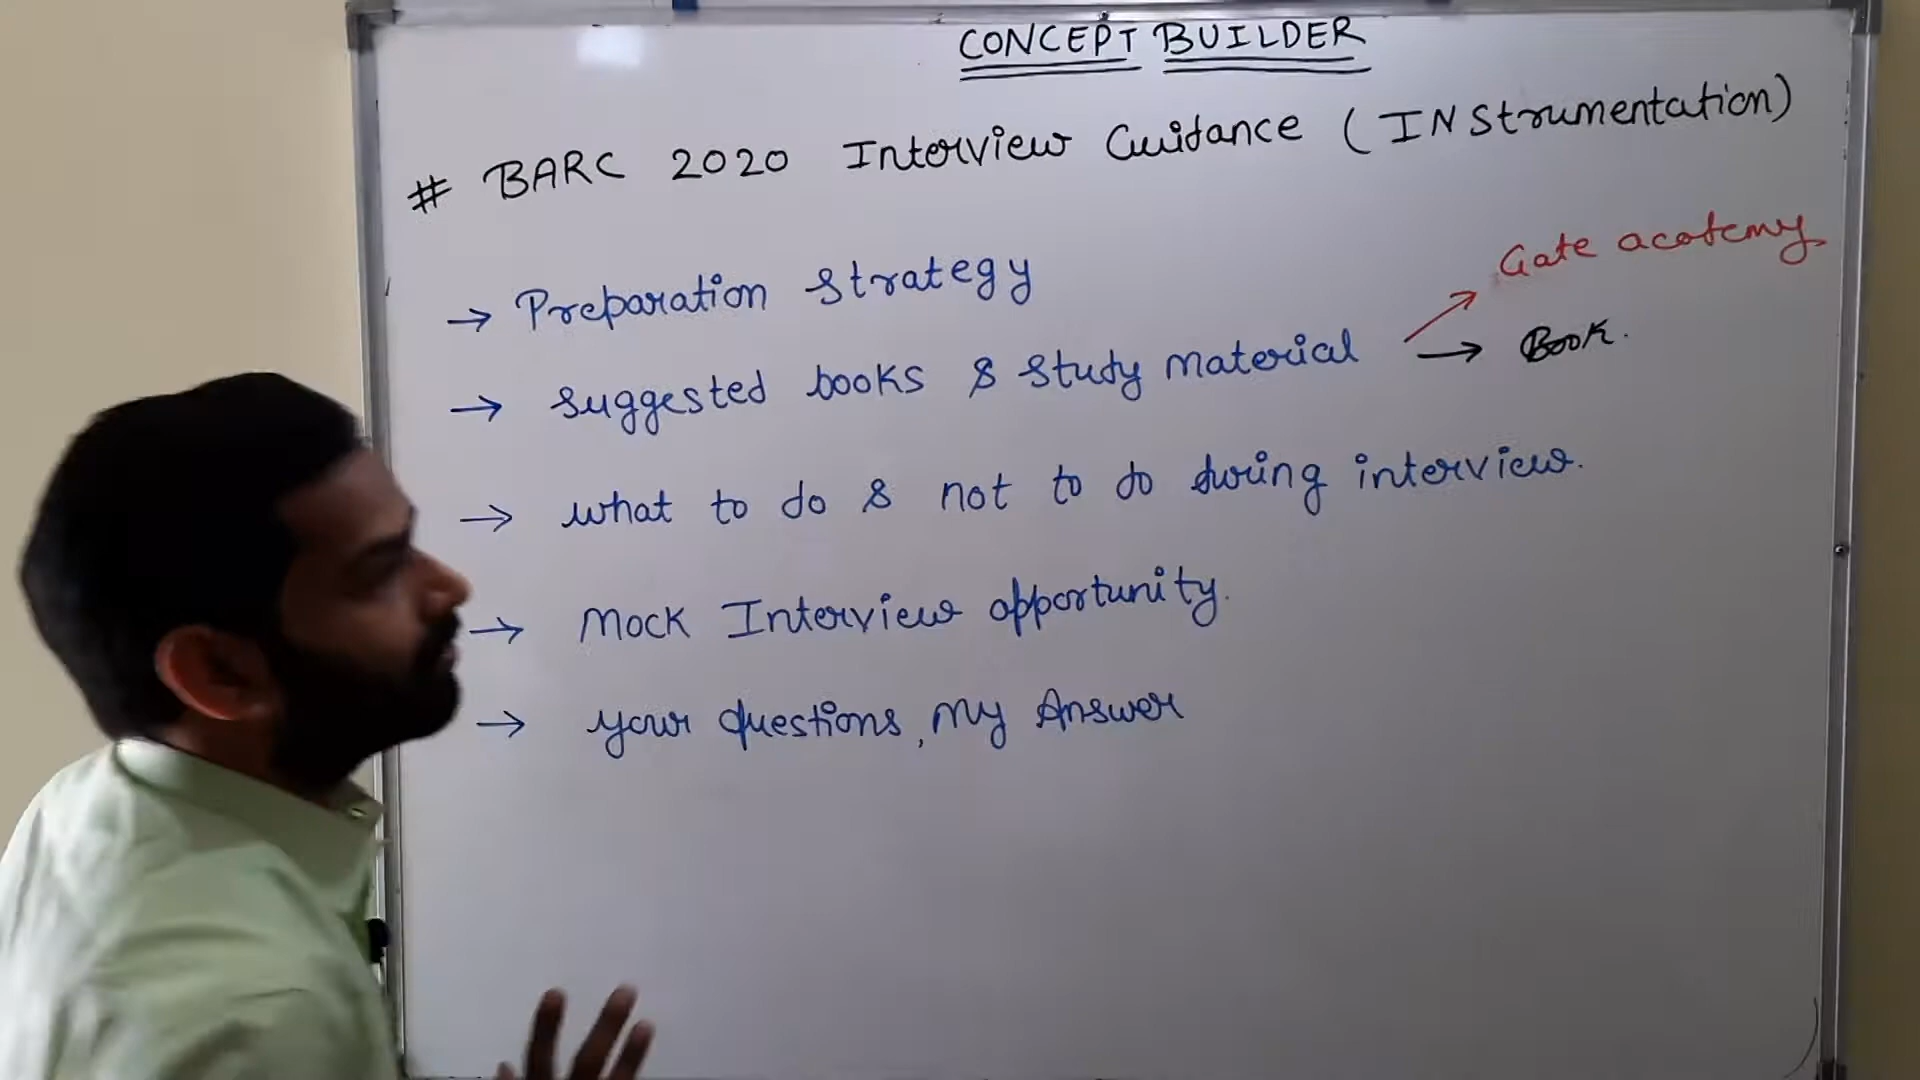 CONCEPT BUILDER
# BARC 2020 Interview Guidance (INStrumentation)
→ Preparation strategy
Gate academy
→ suggested books & study material → Book.
→ what to do & not to do during interview.
→ Mock Interview opportunity.
→ your questions, my Answer